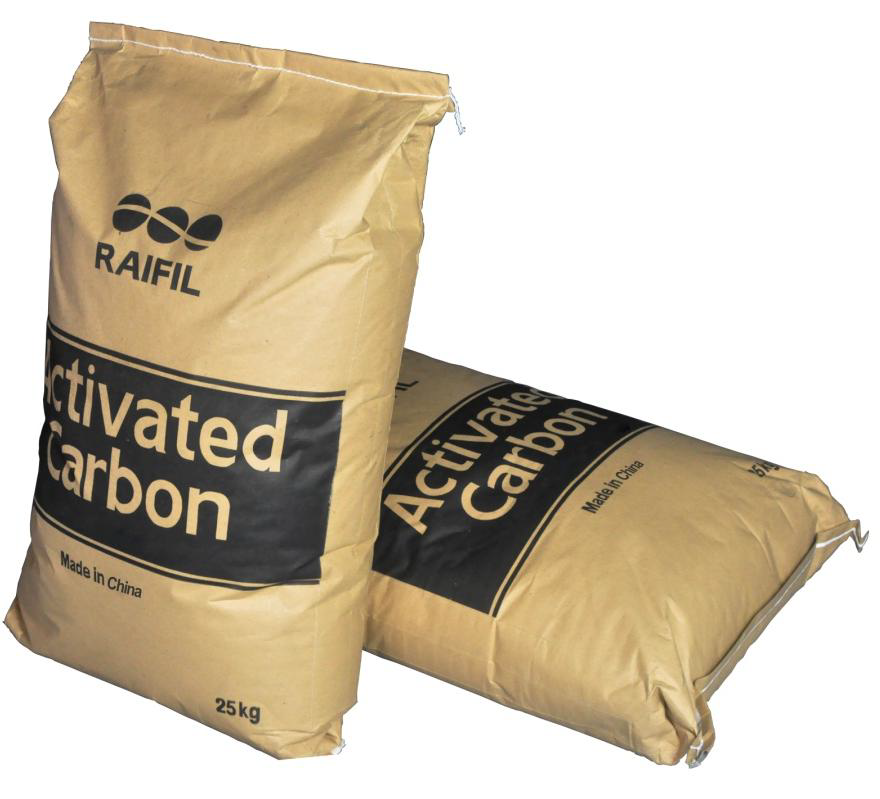 RAIFIL
Activated
Carbon
Made in China
25kg
Activated
Carbon
Made in China